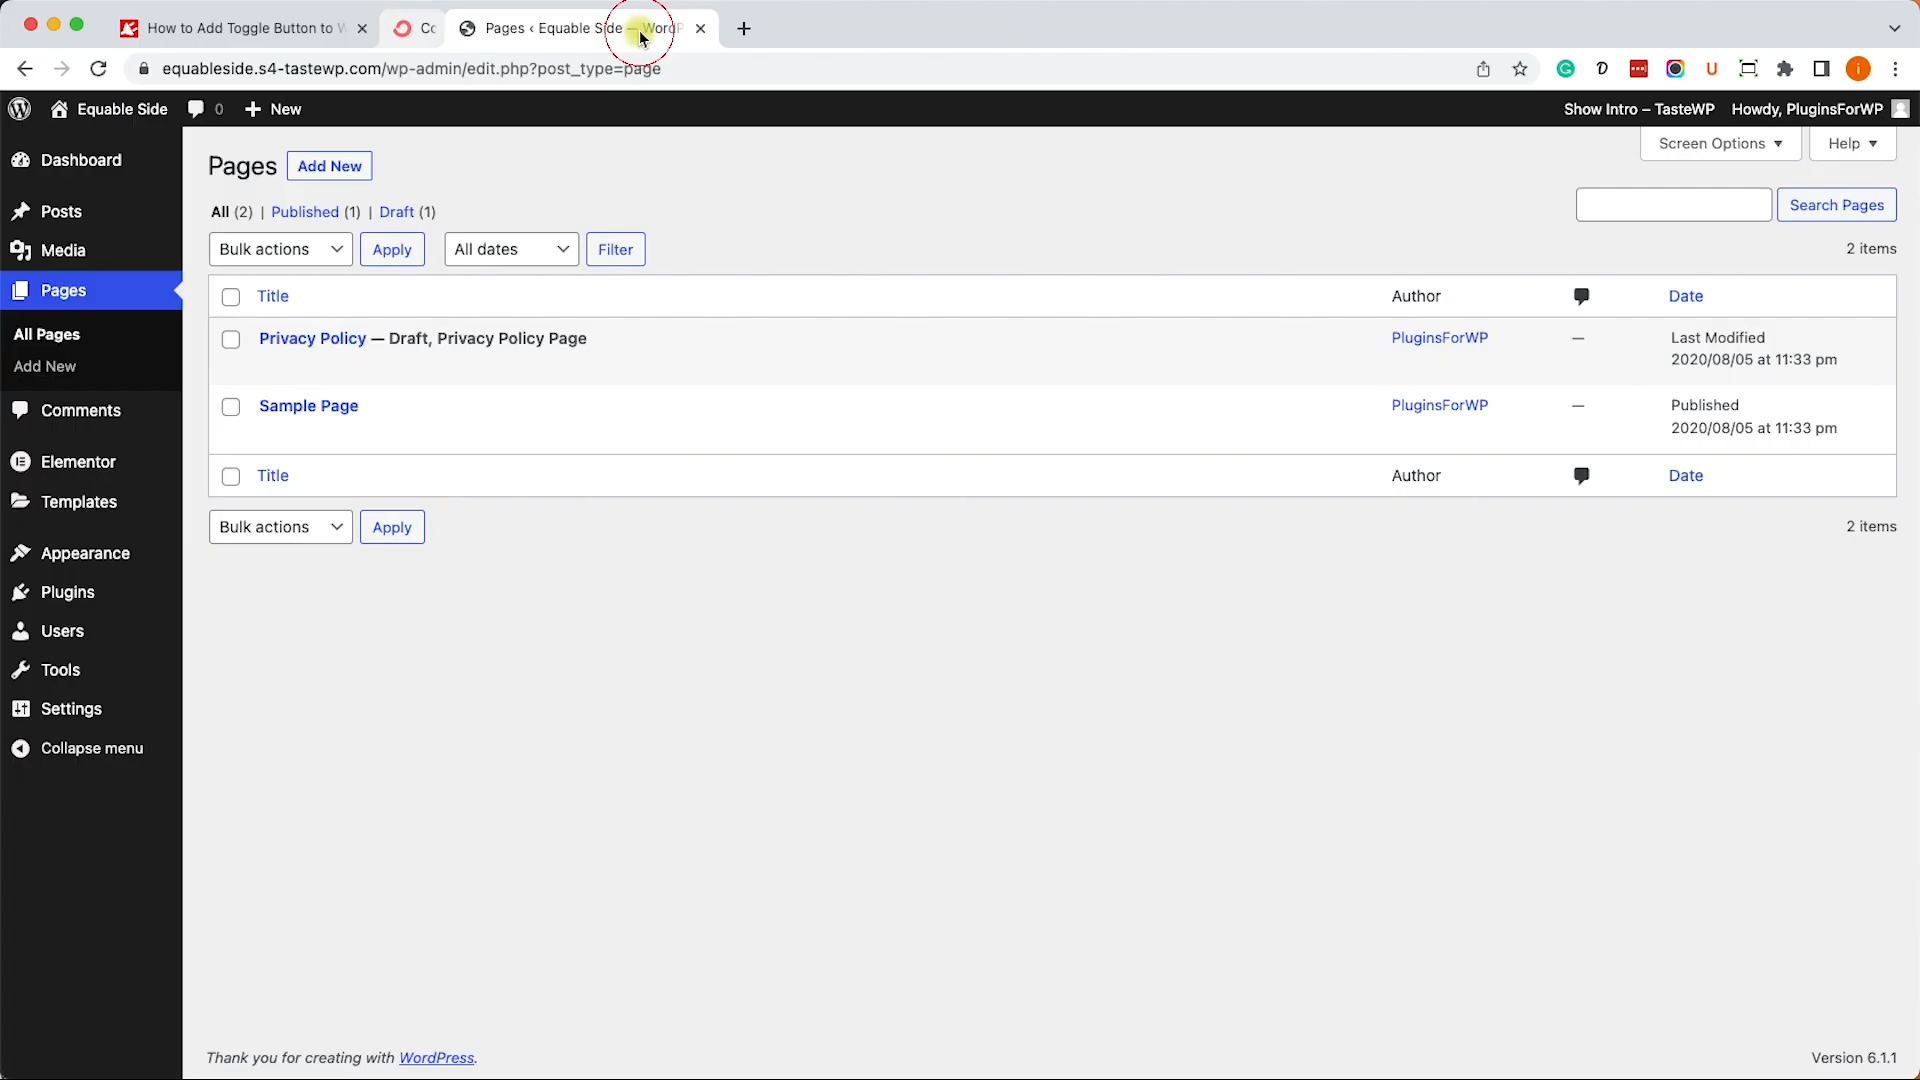 How to Add Toggle Button to W
Co
Pages ‹ Equable Side — WordP
equableside.s4-tastewp.com/wp-admin/edit.php?post_type=page
Equable Side
0
New
Show Intro – TasteWP
Howdy, PluginsForWP
Dashboard
Posts
Media
Pages
All Pages
Add New
Comments
Elementor
Templates
Appearance
Plugins
Users
Tools
Settings
Collapse menu
Screen Options
Help
Pages
Add New
All (2) | Published (1) | Draft (1)
Search Pages
Bulk actions
Apply
All dates
Filter
2 items
Title
Author
Date
Privacy Policy — Draft, Privacy Policy Page
PluginsForWP
—
Last Modified
2020/08/05 at 11:33 pm
Sample Page
PluginsForWP
—
Published
2020/08/05 at 11:33 pm
Title
Author
Date
Bulk actions
Apply
2 items
Thank you for creating with WordPress.
Version 6.1.1